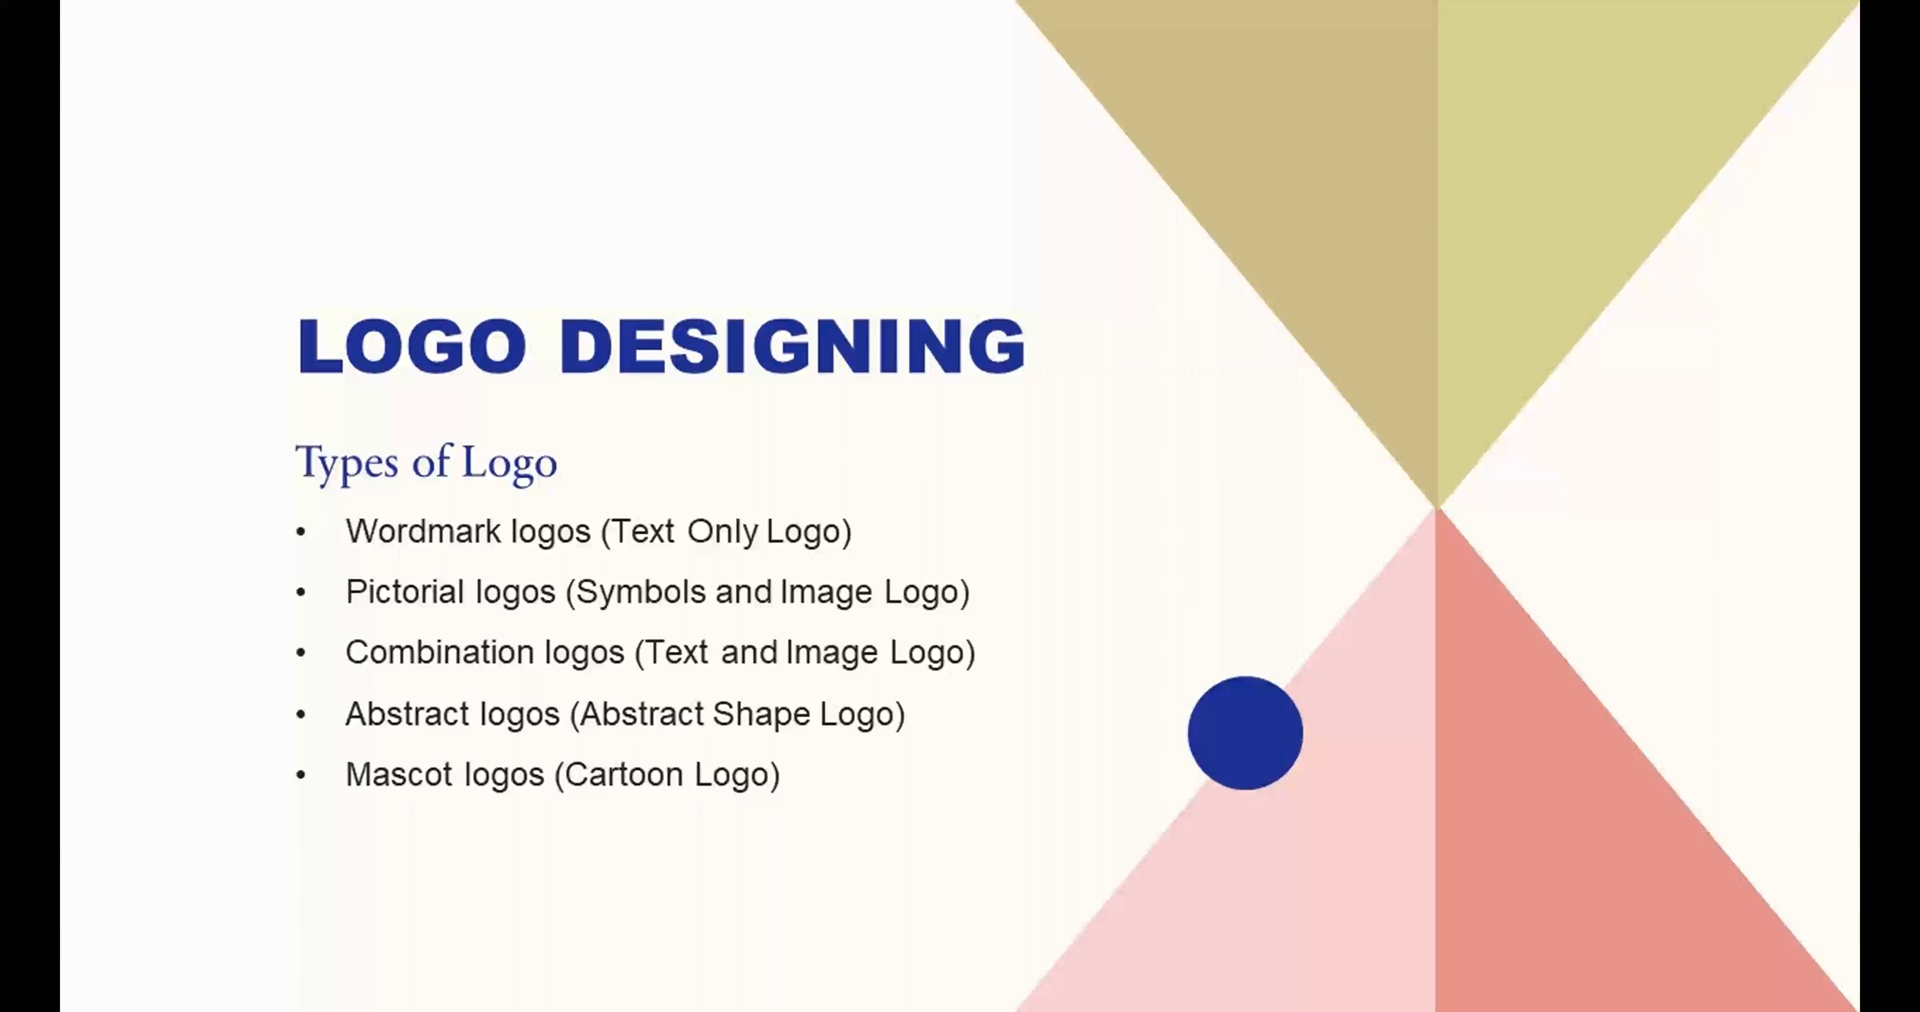 LOGO DESIGNING
Types of Logo
• Wordmark logos (Text Only Logo)
• Pictorial logos (Symbols and Image Logo)
• Combination logos (Text and Image Logo)
• Abstract logos (Abstract Shape Logo)
• Mascot logos (Cartoon Logo)